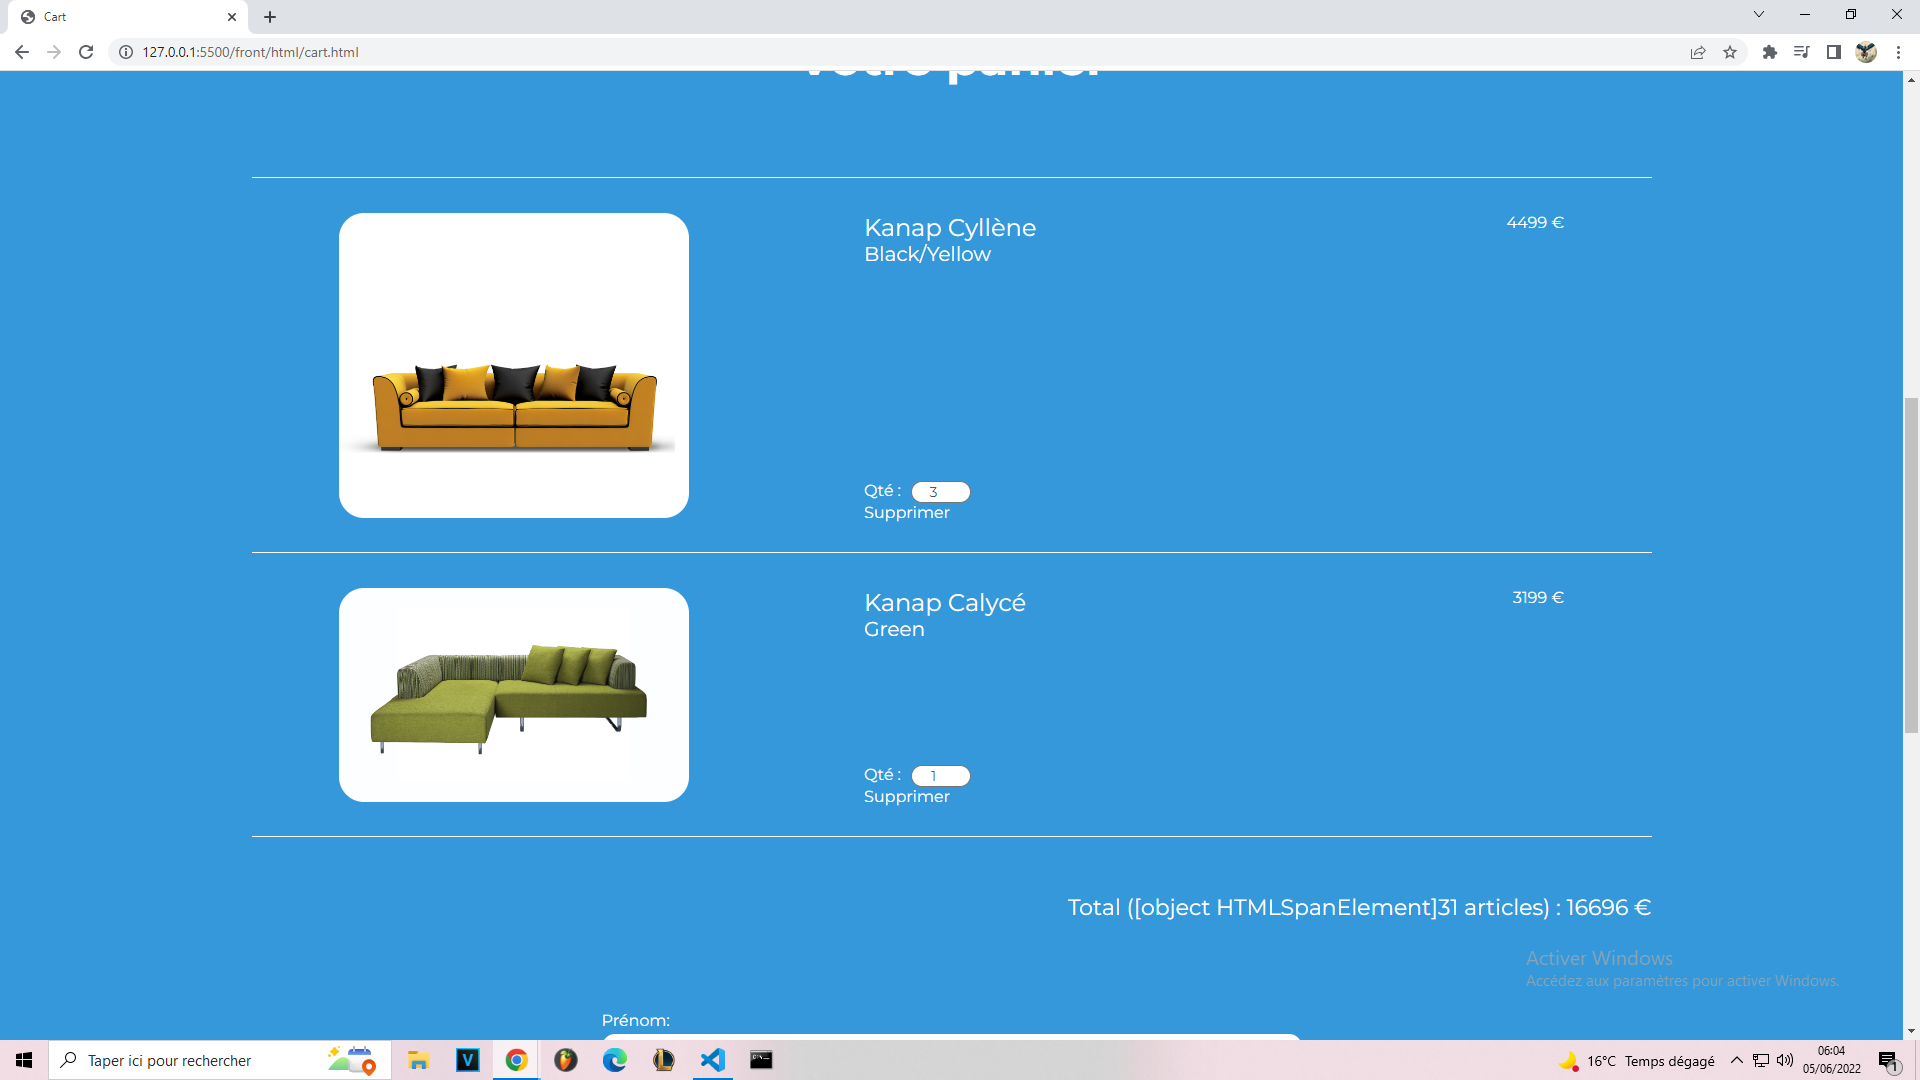 Cart
127.0.0.1:5500/front/html/cart.html
Votre panier
Kanap Cyllène
4499 €
Black/Yellow
Qté : 3
Supprimer
Kanap Calycé
3199 €
Green
Qté : 1
Supprimer
Total ([object HTMLSpanElement]31 articles) : 16696 €
Activer Windows
Accédez aux paramètres pour activer Windows.
Prénom:
Taper ici pour rechercher
V
16°C Temps dégagé
06:04
05/06/2022
1